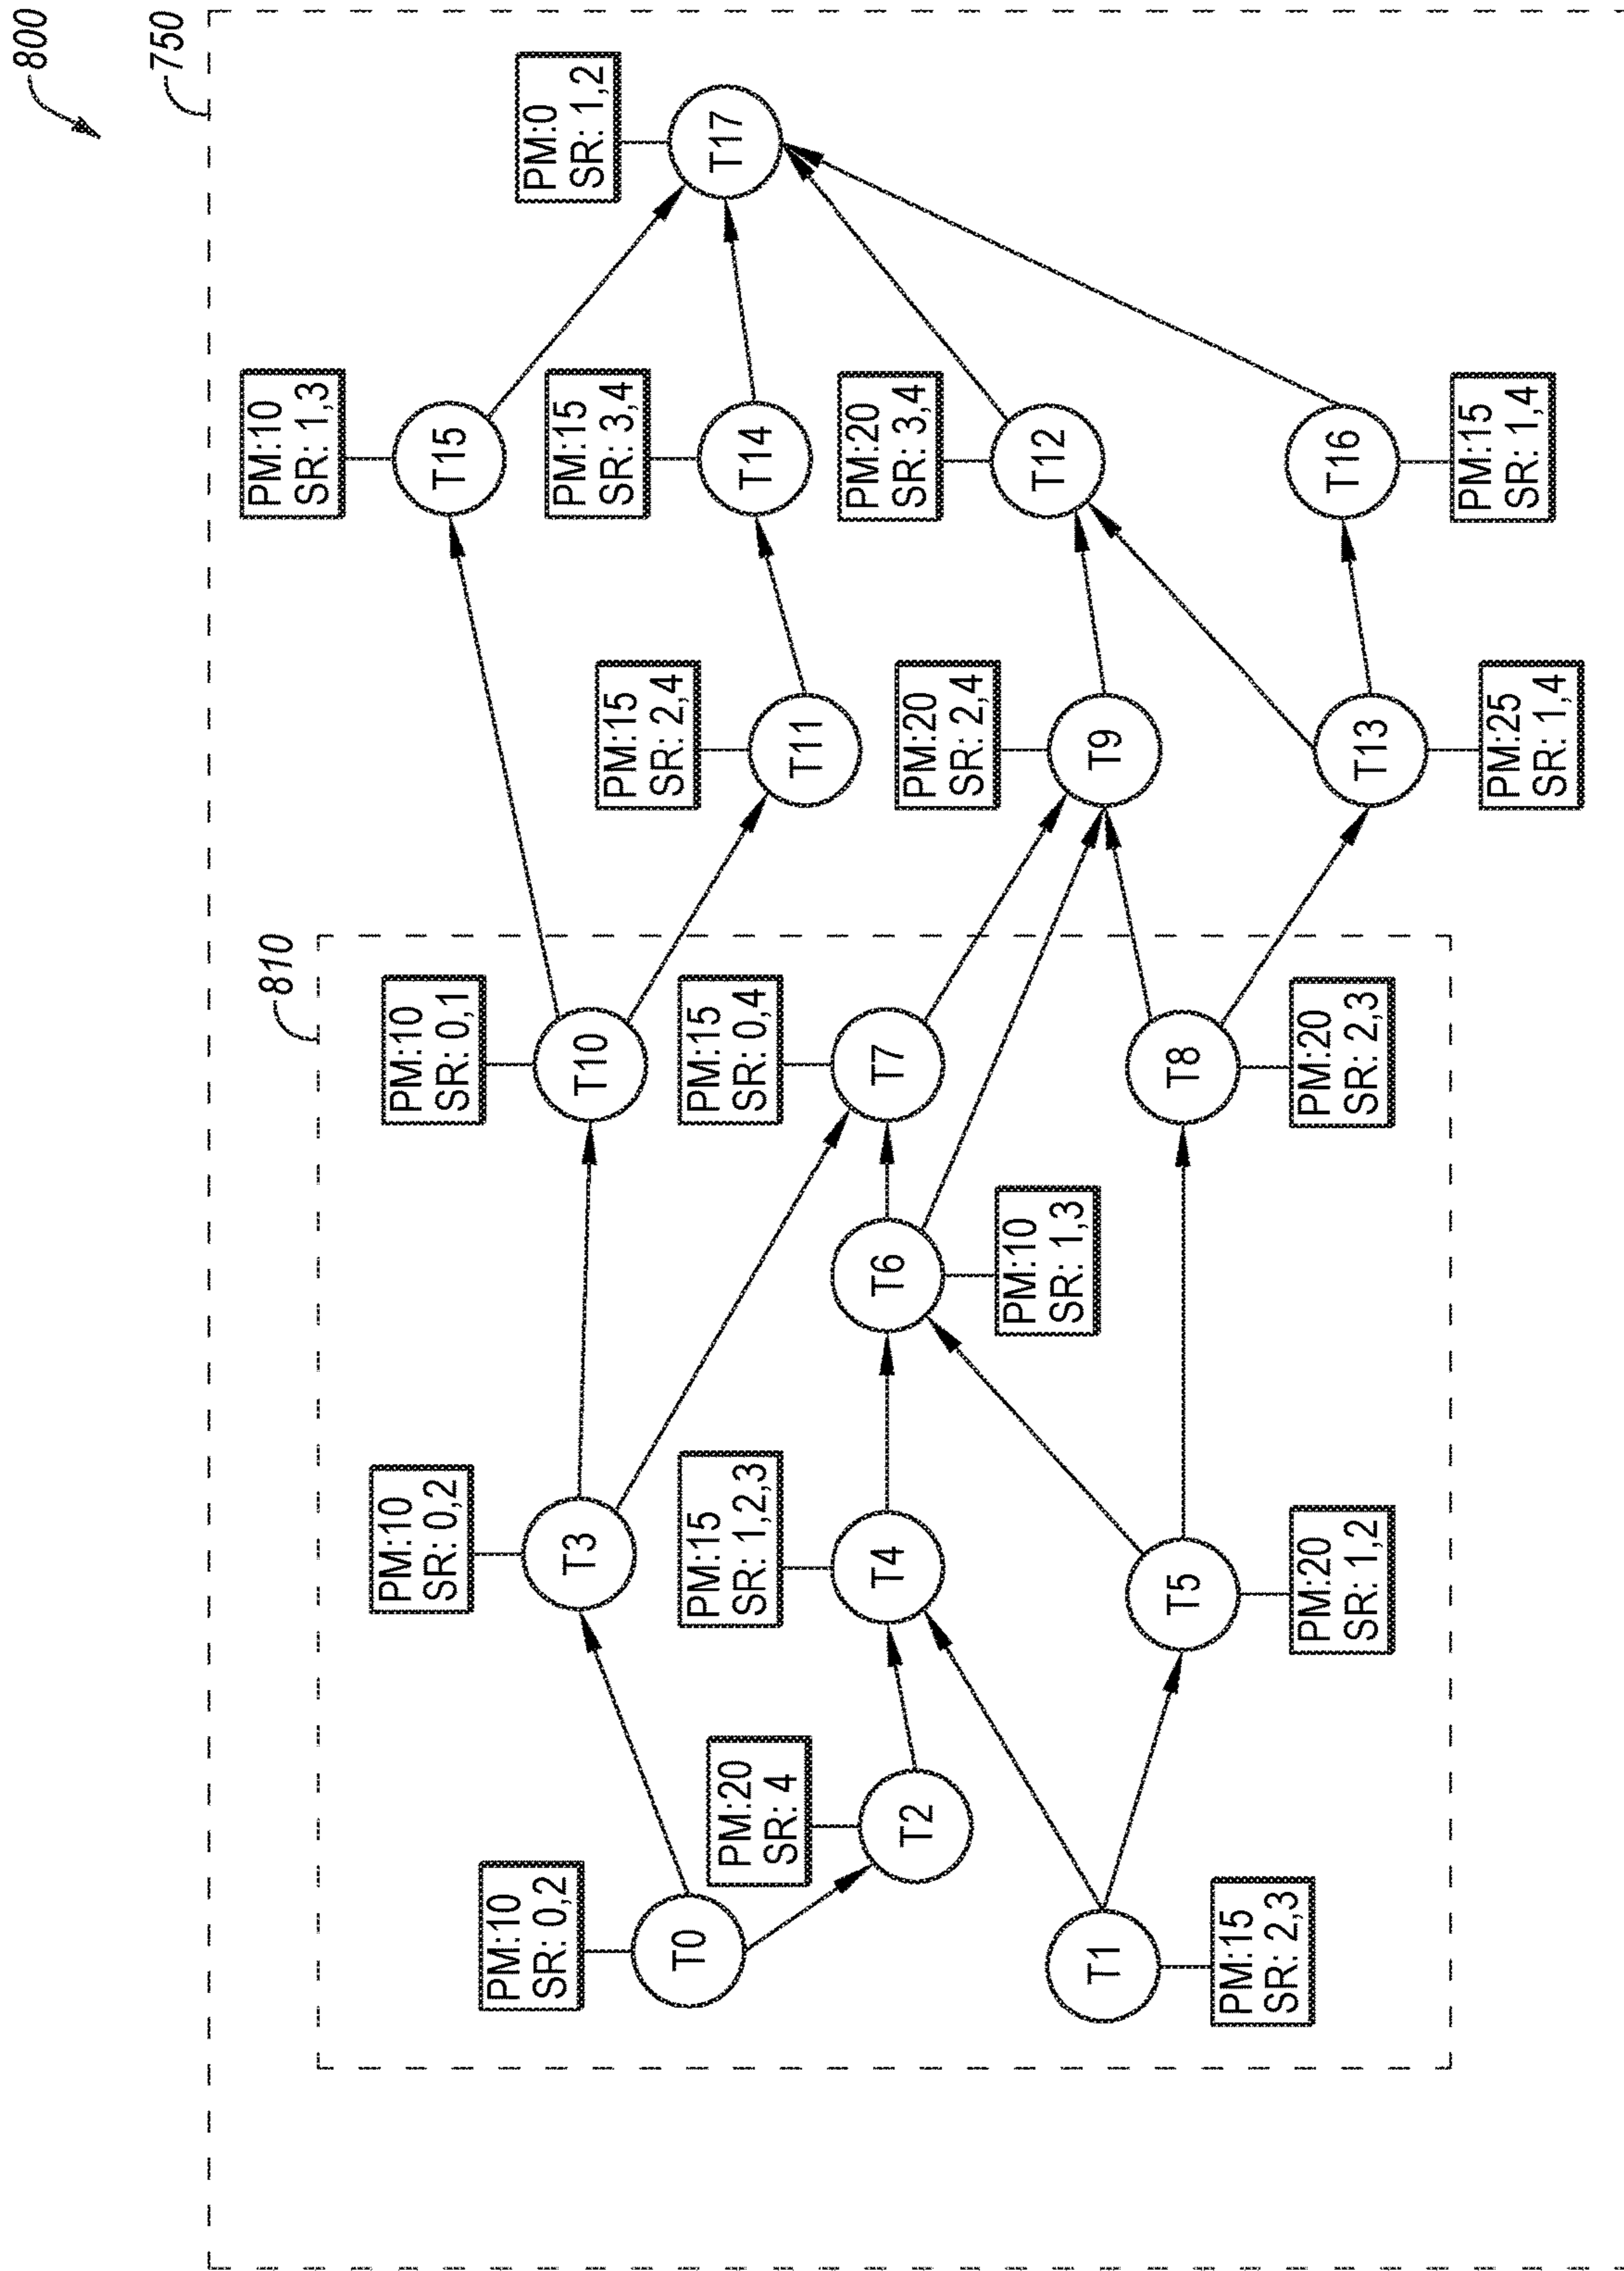 800
750
810
PM:10
SR: 0,2
T0
PM:15
SR: 2,3
T1
PM:20
SR: 4
T2
PM:10
SR: 0,2
T3
PM:15
SR: 1,2,3
T4
PM:20
SR: 1,2
T5
PM:10
SR: 1,3
T6
PM:10
SR: 0,1
T10
PM:15
SR: 0,4
T7
PM:20
SR: 2,3
T8
PM:15
SR: 2,4
T11
PM:20
SR: 2,4
T9
PM:25
SR: 1,4
T13
PM:10
SR: 1,3
T15
PM:15
SR: 3,4
T14
PM:20
SR: 3,4
T12
PM:15
SR: 1,4
T16
PM:0
SR: 1,2
T17